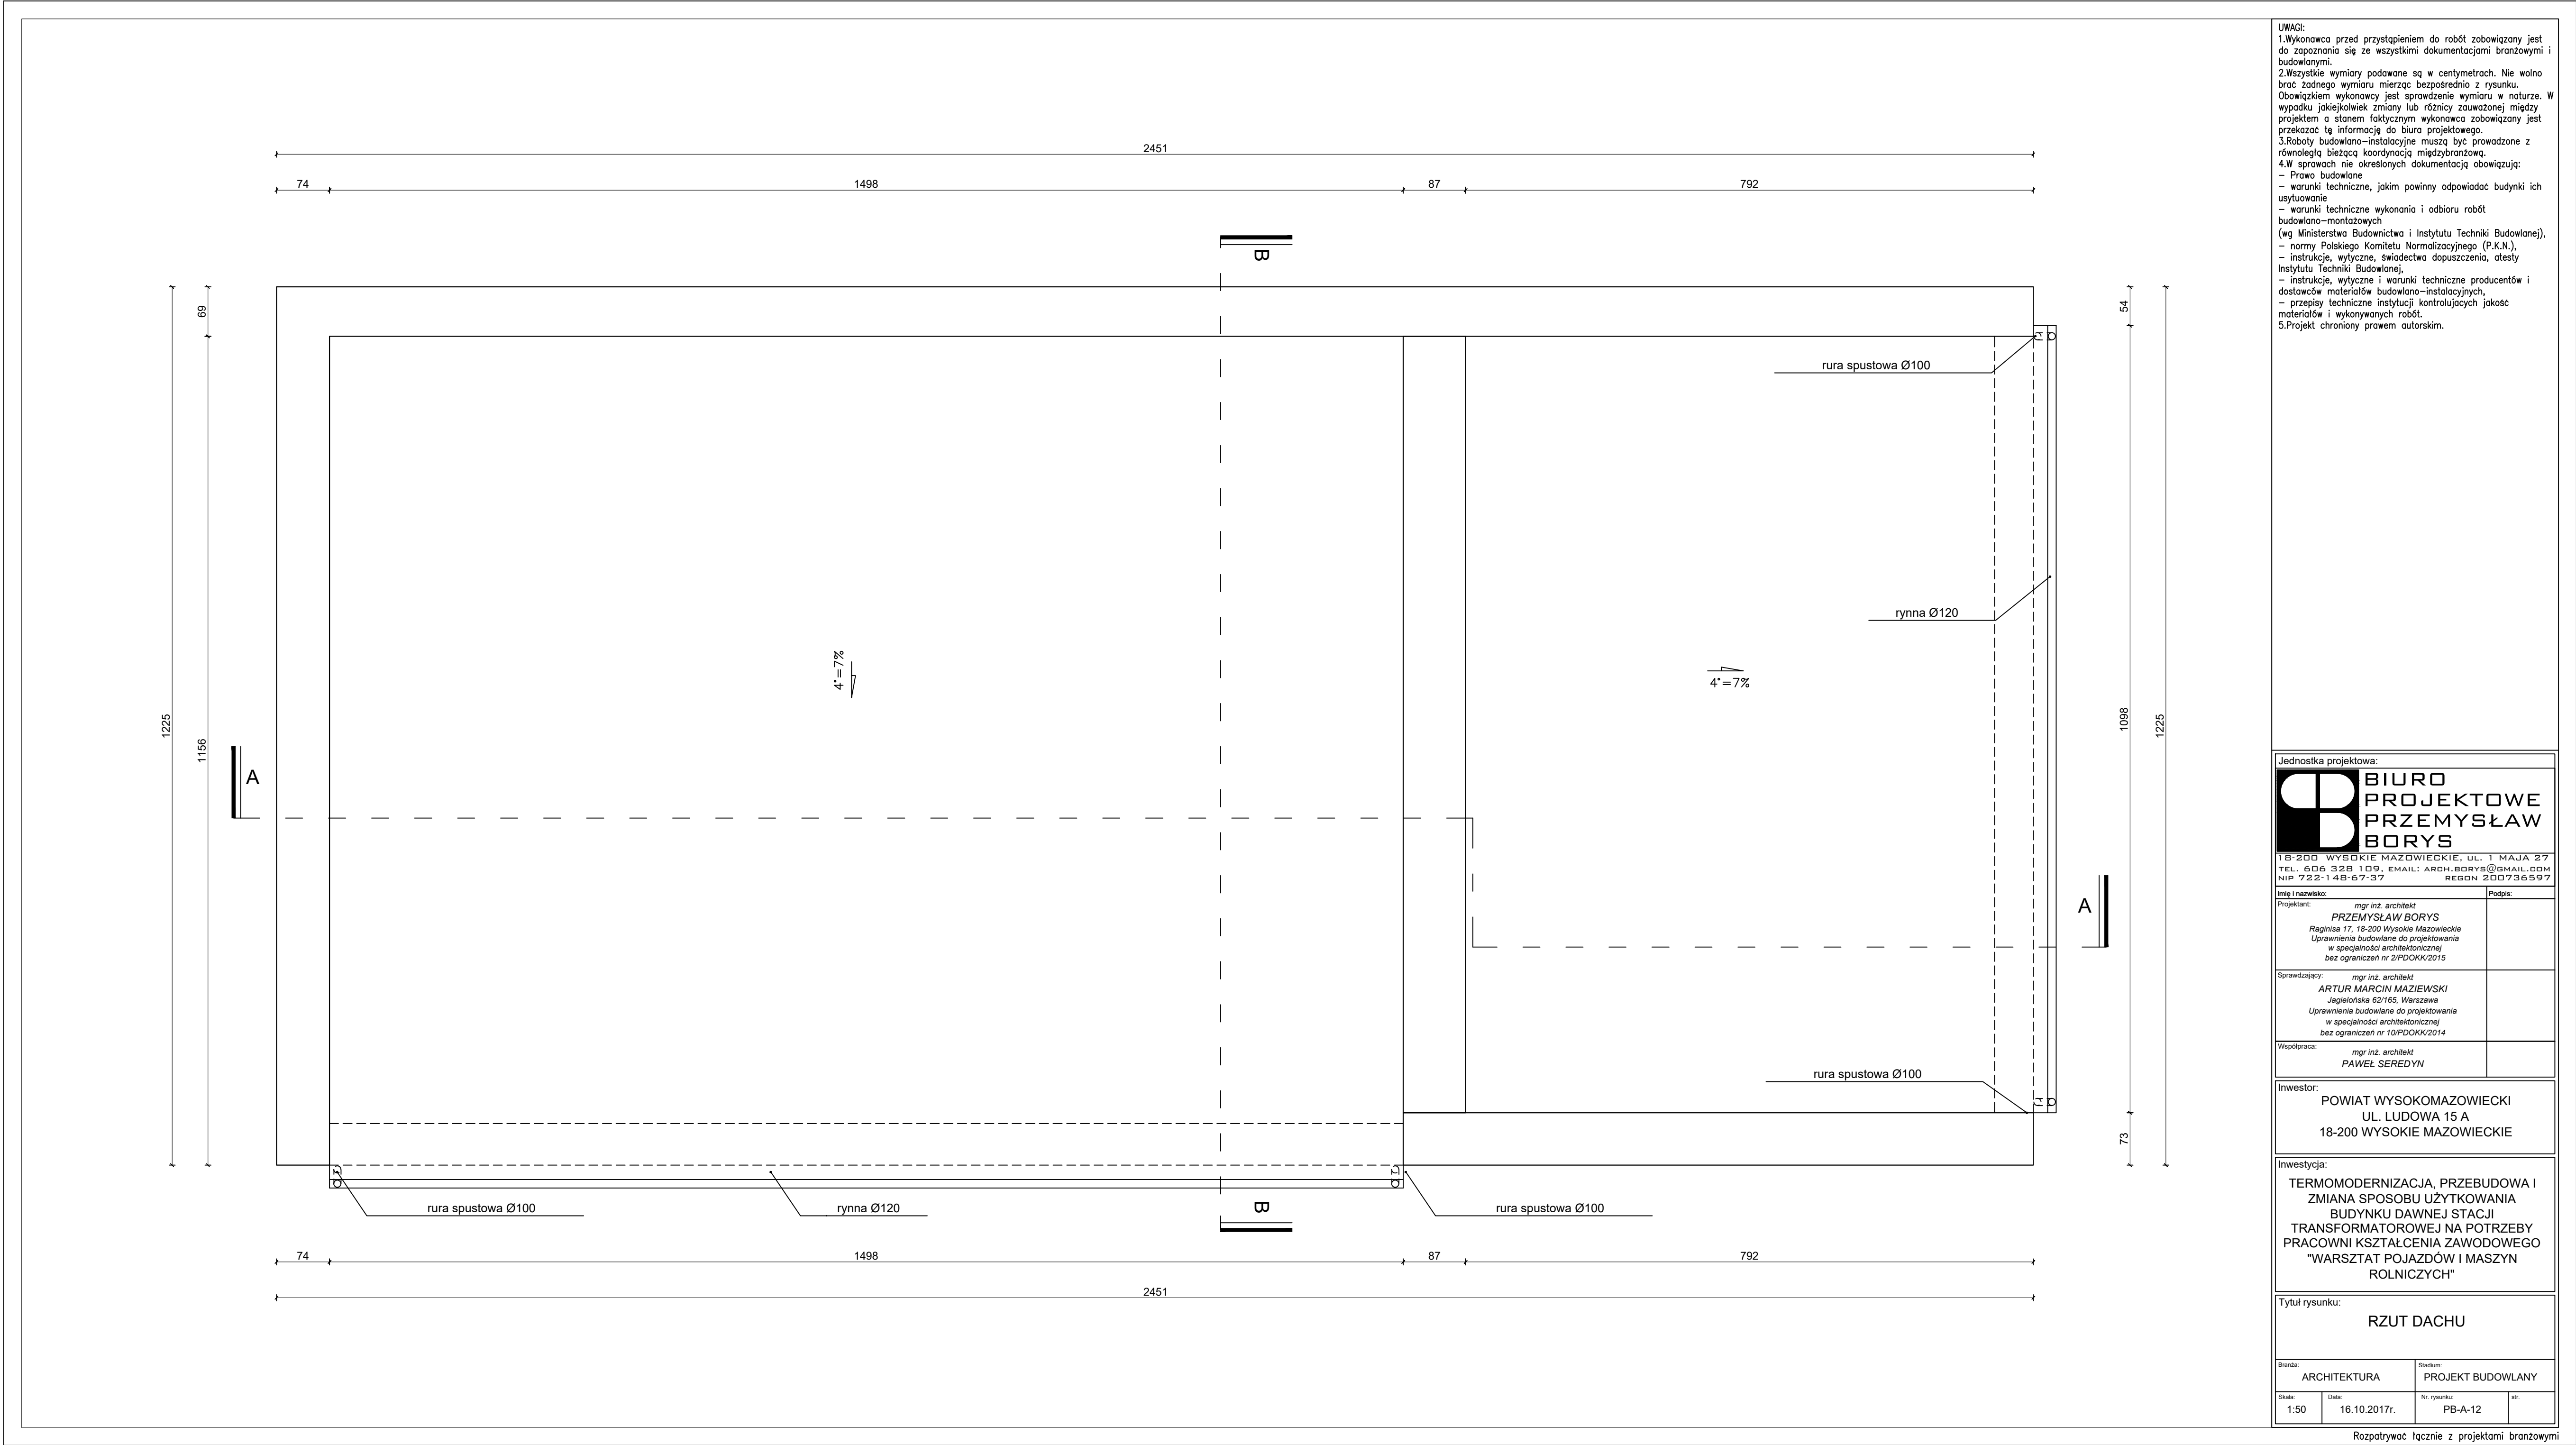 2451
74
1498
87
792
B
69
54
rura spustowa Ø100
rynna Ø120
4°=7%
4°=7%
1225
1156
1098
1225
A
A
rura spustowa Ø100
73
rura spustowa Ø100
rynna Ø120
B
rura spustowa Ø100
74
1498
87
792
2451
UWAGI:
1.Wykonawca przed przystąpieniem do robót zobowiązany jest
do zapoznania się ze wszystkimi dokumentacjami branżowymi i
budowlanymi.
2.Wszystkie wymiary podawane są w centymetrach. Nie wolno
brać żadnego wymiaru mierząc bezpośrednio z rysunku.
Obowiązkiem wykonawcy jest sprawdzenie wymiaru w naturze. W
wypadku jakiejkolwiek zmiany lub różnicy zauważonej między
projektem a stanem faktycznym wykonawca zobowiązany jest
przekazać tę informację do biura projektowego.
3.Roboty budowlano-instalacyjne muszą być prowadzone z
równoległą bieżącą koordynacją międzybranżową.
4.W sprawach nie określonych dokumentacją obowiązują:
- Prawo budowlane
- warunki techniczne, jakim powinny odpowiadać budynki ich
usytuowanie
- warunki techniczne wykonania i odbioru robót
budowlano-montażowych
(wg Ministerstwa Budownictwa i Instytutu Techniki Budowlanej),
- normy Polskiego Komitetu Normalizacyjnego (P.K.N.),
- instrukcje, wytyczne, świadectwa dopuszczenia, atesty
Instytutu Techniki Budowlanej,
- instrukcje, wytyczne i warunki techniczne producentów i
dostawców materiałów budowlano-instalacyjnych,
- przepisy techniczne instytucji kontrolujących jakość
materiałów i wykonywanych robót.
5.Projekt chroniony prawem autorskim.
Jednostka projektowa:
BIURO
PROJEKTOWE
PRZEMYSŁAW
BORYS
18-200 WYSOKIE MAZOWIECKIE, UL. 1 MAJA 27
TEL. 606 328 109, EMAIL: ARCH.BORYS@GMAIL.COM
NIP 722-148-67-37 REGON 200736597
Imię i nazwisko: Podpis:
Projektant: mgr inż. architekt
PRZEMYSŁAW BORYS
Raginisa 17, 18-200 Wysokie Mazowieckie
Uprawnienia budowlane do projektowania
w specjalności architektonicznej
bez ograniczeń nr 2/PDOKK/2015
Sprawdzający: mgr inż. architekt
ARTUR MARCIN MAZIEWSKI
Jagielońska 62/165, Warszawa
Uprawnienia budowlane do projektowania
w specjalności architektonicznej
bez ograniczeń nr 10/PDOKK/2014
Współpraca: mgr inż. architekt
PAWEŁ SEREDYN
Inwestor:
POWIAT WYSOKOMAZOWIECKI
UL. LUDOWA 15 A
18-200 WYSOKIE MAZOWIECKIE
Inwestycja:
TERMOMODERNIZACJA, PRZEBUDOWA I
ZMIANA SPOSOBU UŻYTKOWANIA
BUDYNKU DAWNEJ STACJI
TRANSFORMATOROWEJ NA POTRZEBY
PRACOWNI KSZTAŁCENIA ZAWODOWEGO
"WARSZTAT POJAZDÓW I MASZYN
ROLNICZYCH"
Tytuł rysunku:
RZUT DACHU
Branża: Stadium:
ARCHITEKTURA PROJEKT BUDOWLANY
Skala: Data: Nr. rysunku: str.
1:50 16.10.2017r. PB-A-12
Rozpatrywać łącznie z projektami branżowymi